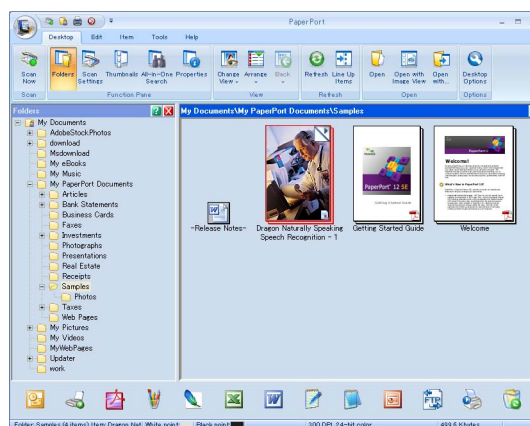 PaperPort
Desktop Edit Item Tools Help
Scan Now
Folders
Scan Settings
Thumbnails
All-in-One Search
Properties
Change View
Arrange
Back
Refresh
Line Up Items
Open
Open with Image View
Open with...
Desktop Options
Scan Function Pane View Refresh Open Options
Folders
My Documents\My PaperPort Documents\Samples
My Documents
AdobeStockPhotos
download
Msdownload
My eBooks
My Music
My PaperPort Documents
Articles
Bank Statements
Business Cards
Faxes
Investments
Photographs
Presentations
Real Estate
Receipts
Samples
Photos
Taxes
Web Pages
My Pictures
My Videos
MyWebPages
Updater
work
-Release Notes-
Dragon Naturally Speaking
Speech Recognition - 1
PaperPort 12 SE
Getting Started Guide
Getting Started Guide
Welcome!
Welcome
FTP